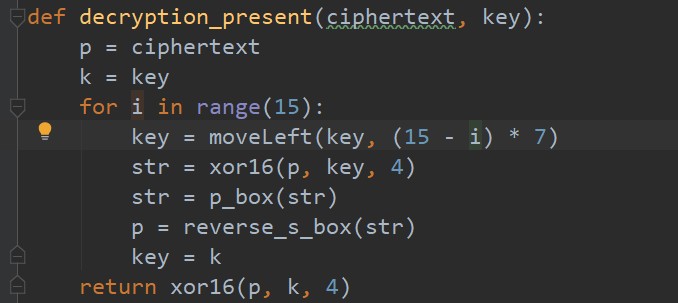 def decryption_present(ciphertext, key):
    p = ciphertext
    k = key
    for i in range(15):
        key = moveLeft(key, (15 - i) * 7)
        str = xor16(p, key, 4)
        str = p_box(str)
        p = reverse_s_box(str)
        key = k
    return xor16(p, k, 4)